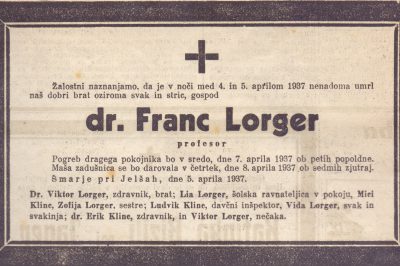 Žalostni naznanjamo, da je v noči med 4. in 5. aprilom 1937 nenadoma umrl
naš dobri brat oziroma svak in stric, gospod
dr. Franc Lorger
profesor
Pogreb dragega pokojnika bo v sredo, dne 7. aprila 1937 ob petih popoldne.
Maša zadušnica se bo darovala v četrtek, dne 8. aprila 1937 ob sedmih zjutraj.
Smarje pri Jelšah, dne 5. aprila 1937.
Dr. Viktor Lorger, zdravnik, brat; Lia Lorger, šolska ravnateljica v pokoju, Mici
Kline, Zofija Lorger, sestre; Ludvik Kline, davčni inšpektor, Vida Lorger, svak in
svakinja; dr. Erik Kline, zdravnik, in Viktor Lorger, nečaka.